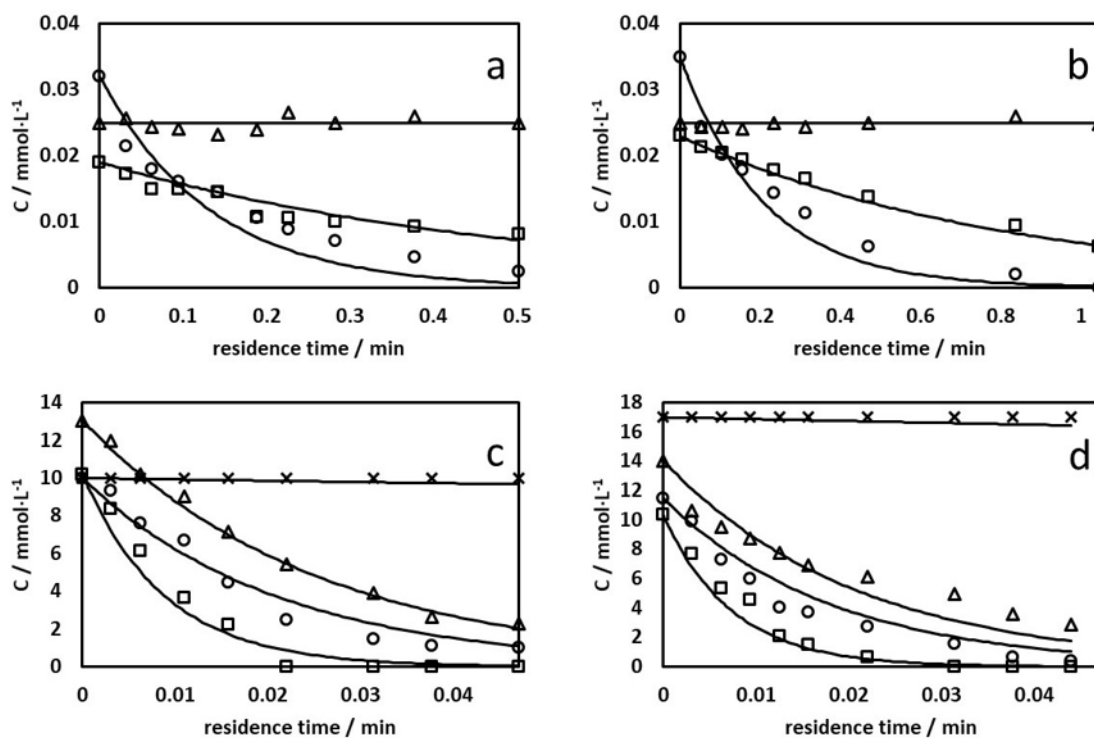 0.04
0.03
0.02
0.01
0
C / mmol·L⁻¹
a
0 0.1 0.2 0.3 0.4 0.5
residence time / min
0.04
0.03
0.02
0.01
0
C / mmol·L⁻¹
b
0 0.2 0.4 0.6 0.8 1
residence time / min
14
12
10
8
6
4
2
0
C / mmol·L⁻¹
c
0 0.01 0.02 0.03 0.04
residence time / min
18
16
14
12
10
8
6
4
2
0
C / mmol·L⁻¹
d
0 0.01 0.02 0.03 0.04
residence time / min